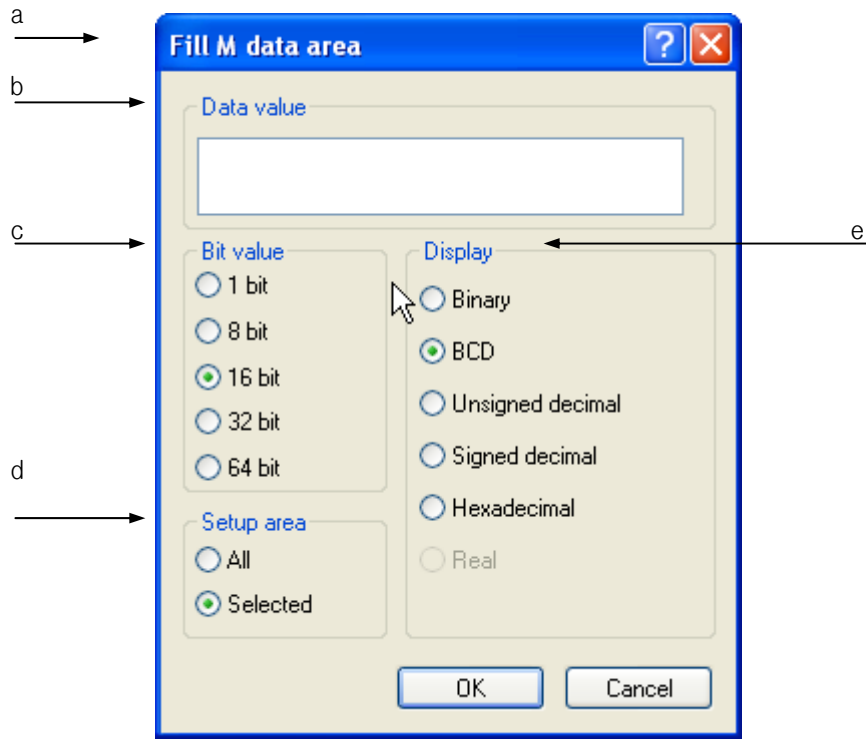 a
Fill M data area
b
Data value
c
e
Bit value
1 bit
8 bit
16 bit
32 bit
64 bit
Display
Binary
BCD
Unsigned decimal
Signed decimal
Hexadecimal
Real
d
Setup area
All
Selected
OK
Cancel